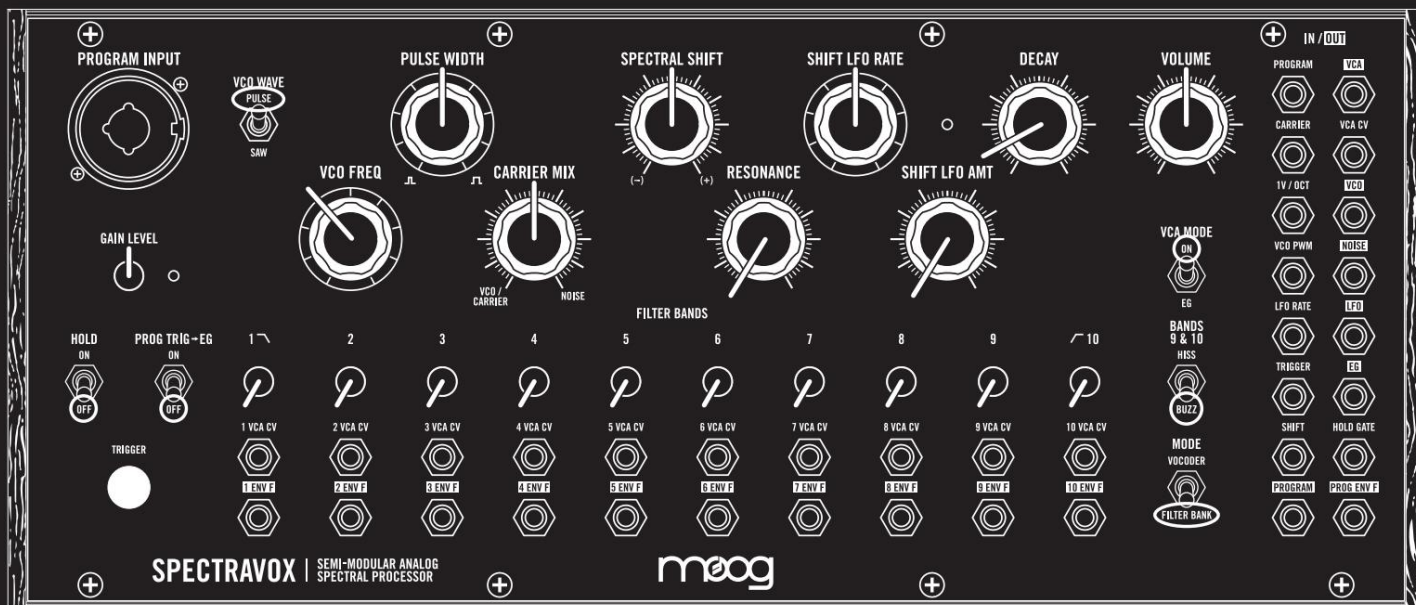 IN / OUT
PROGRAM INPUT
PULSE WIDTH
SPECTRAL SHIFT
SHIFT LFO RATE
DECAY
VOLUME
PROGRAM
VCA
VCO WAVE
PULSE
SAW
CARRIER
VCA CV
VCO FREQ
CARRIER MIX
(−)
(+)
RESONANCE
SHIFT LFO AMT
1V / OCT
VCO
GAIN LEVEL
VCA MODE
ON
EG
VCO PWM
NOISE
VCO /
CARRIER
NOISE
FILTER BANDS
LFO RATE
LFO
HOLD
ON
OFF
PROG TRIG→EG
ON
OFF
1
2
3
4
5
6
7
8
9
10
BANDS
9 & 10
HISS
BUZZ
TRIGGER
EG
1 VCA CV
2 VCA CV
3 VCA CV
4 VCA CV
5 VCA CV
6 VCA CV
7 VCA CV
8 VCA CV
9 VCA CV
10 VCA CV
SHIFT
HOLD GATE
TRIGGER
MODE
VOCODER
FILTER BANK
1 ENV F
2 ENV F
3 ENV F
4 ENV F
5 ENV F
6 ENV F
7 ENV F
8 ENV F
9 ENV F
10 ENV F
PROGRAM
PROG ENV F
SPECTRAVOX
SEMI-MODULAR ANALOG
SPECTRAL PROCESSOR
moog